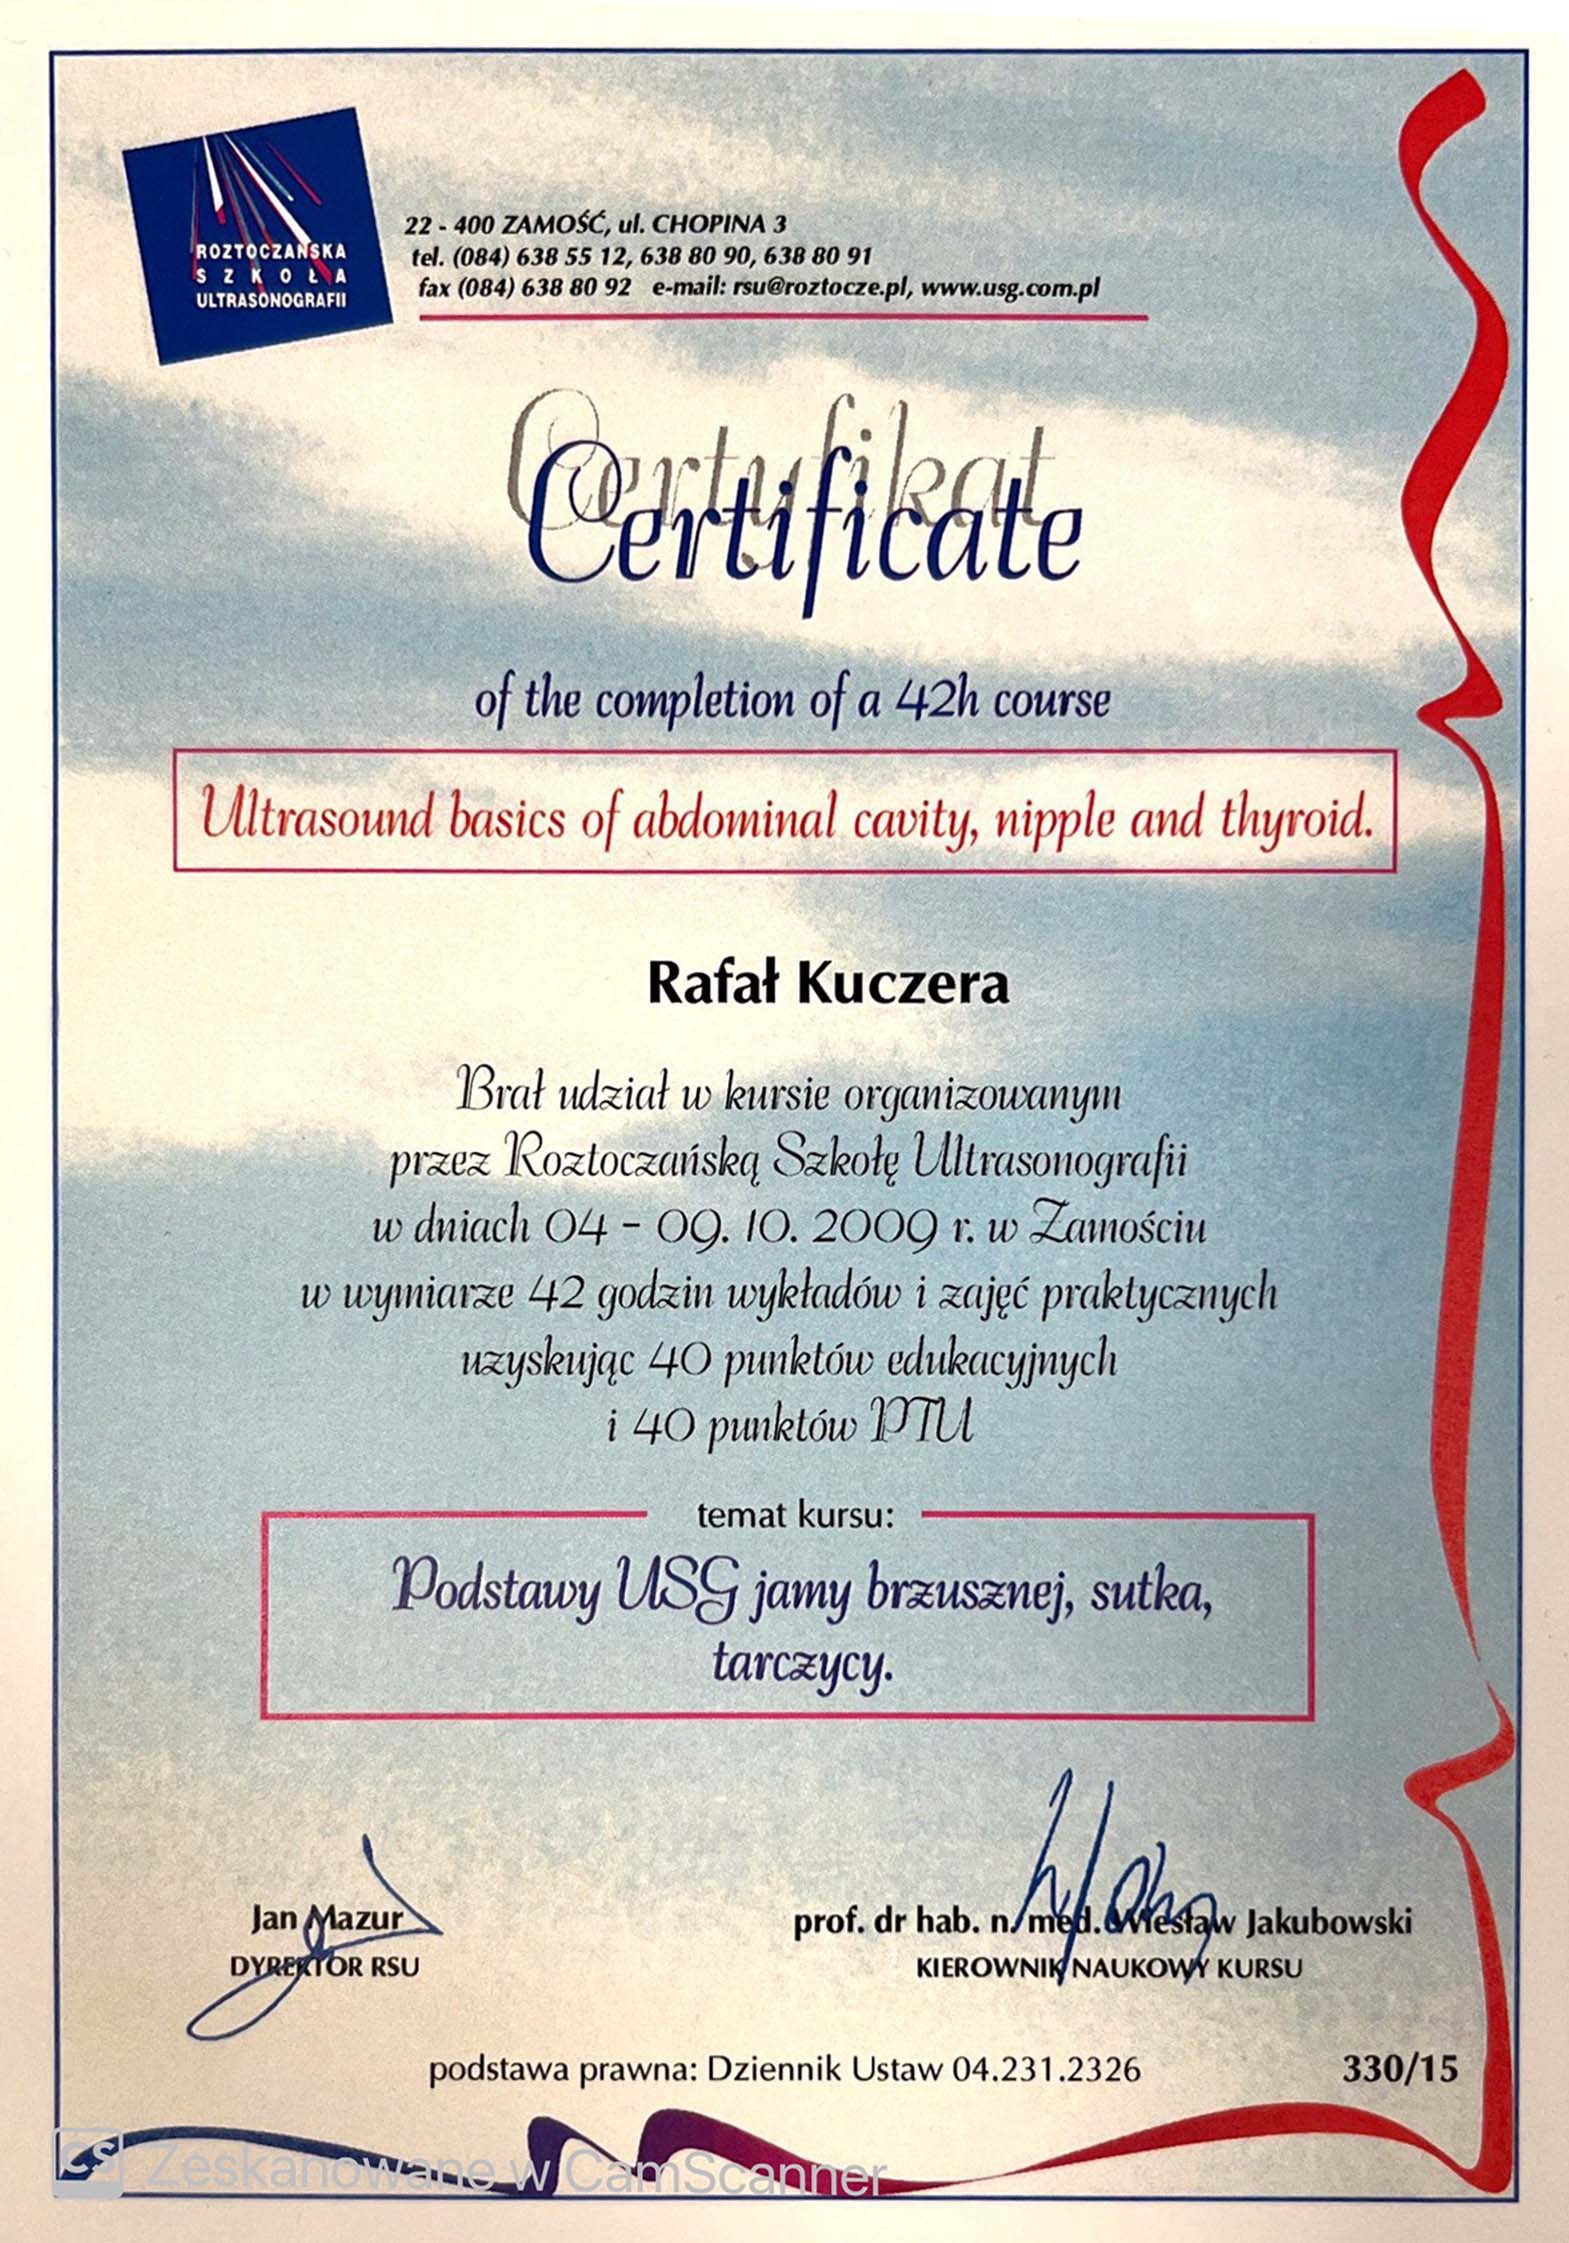 ROZTOCZAŃSKA
SZKOŁA
ULTRASONOGRAFII
22 - 400 ZAMOŚĆ, ul. CHOPINA 3
tel. (084) 638 55 12, 638 80 90, 638 80 91
fax (084) 638 80 92 e-mail: rsu@roztocze.pl, www.usg.com.pl
Certyfikat
Certificate
of the completion of a 42h course
Ultrasound basics of abdominal cavity, nipple and thyroid.
Rafał Kuczera
Brał udział w kursie organizowanym
przez Roztoczańską Szkołę Ultrasonografii
w dniach 04 - 09. 10. 2009 r. w Zamościu
w wymiarze 42 godzin wykładów i zajęć praktycznych
uzyskując 40 punktów edukacyjnych
i 40 punktów PTU
temat kursu:
Podstawy USG jamy brzusznej, sutka,
tarczycy.
Jan Mazur
DYREKTOR RSU
prof. dr hab. n. med. Wiesław Jakubowski
KIEROWNIK NAUKOWY KURSU
podstawa prawna: Dziennik Ustaw 04.231.2326
330/15
CS Zeskanowane w CamScanner